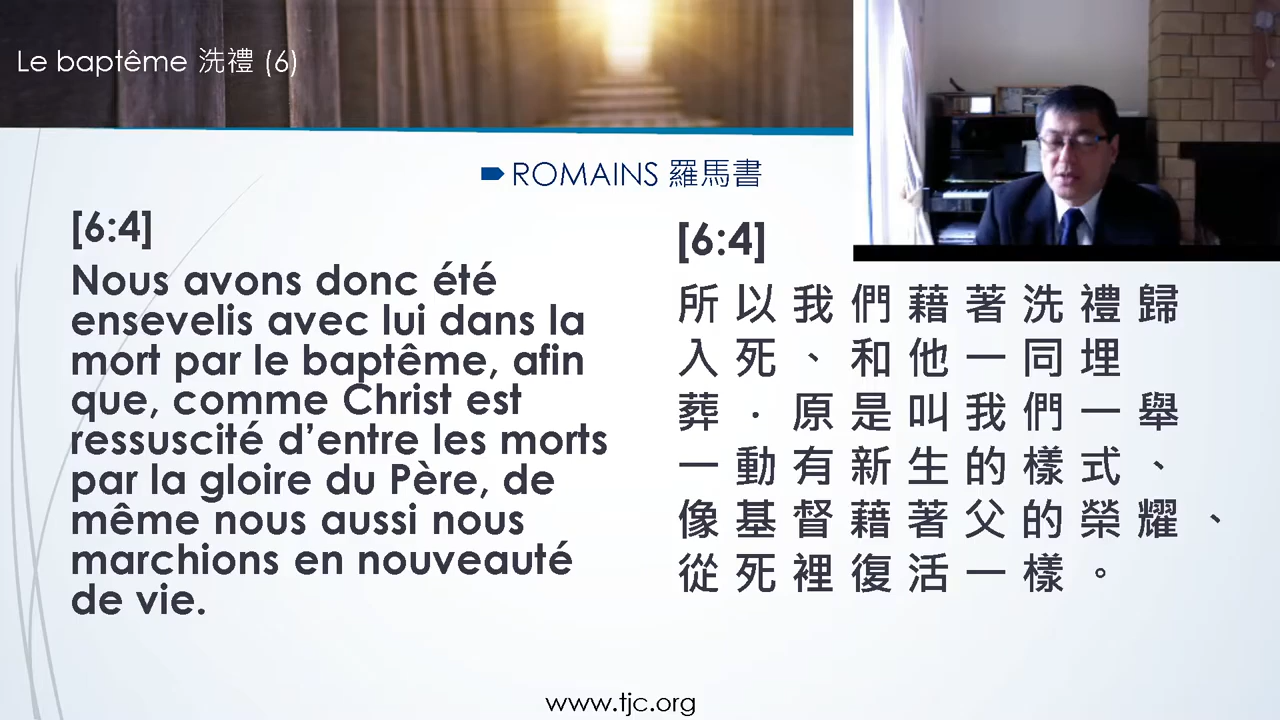 Le baptême 洗禮 (6)
ROMAINS 羅馬書
[6:4]
Nous avons donc été
ensevelis avec lui dans la
mort par le baptême, afin
que, comme Christ est
ressuscité d’entre les morts
par la gloire du Père, de
même nous aussi nous
marchions en nouveauté
de vie.
[6:4]
所以我們藉著洗禮歸
入死、和他一同埋
葬．原是叫我們一舉
一動有新生的樣式、
像基督藉著父的榮耀、
從死裡復活一樣。
www.tjc.org